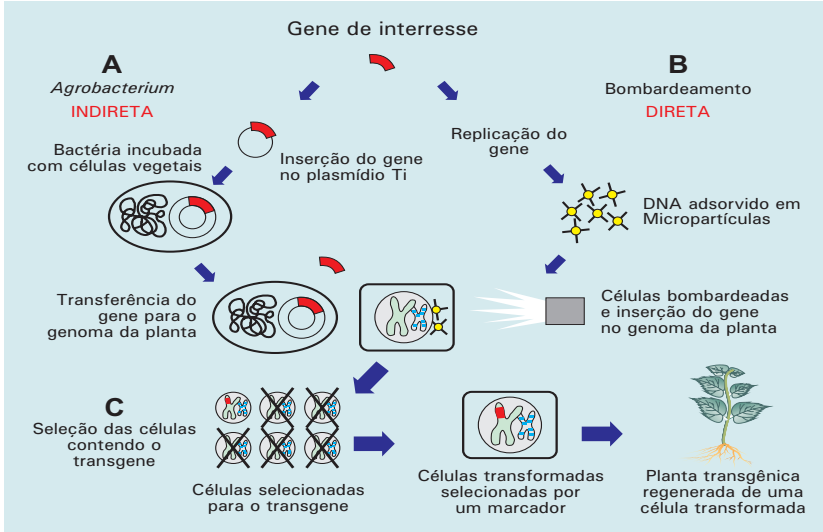 Gene de interresse
A
Agrobacterium
INDIRETA
B
Bombardeamento
DIRETA
Bactéria incubada
com células vegetais
Inserção do gene
no plasmídio Ti
Replicação do
gene
DNA adsorvido em
Micropartículas
Transferência do
gene para o
genoma da planta
Células bombardeadas
e inserção do gene
no genoma da planta
C
Seleção das células
contendo o
transgene
Células selecionadas
para o transgene
Células transformadas
selecionadas por
um marcador
Planta transgênica
regenerada de uma
célula transformada